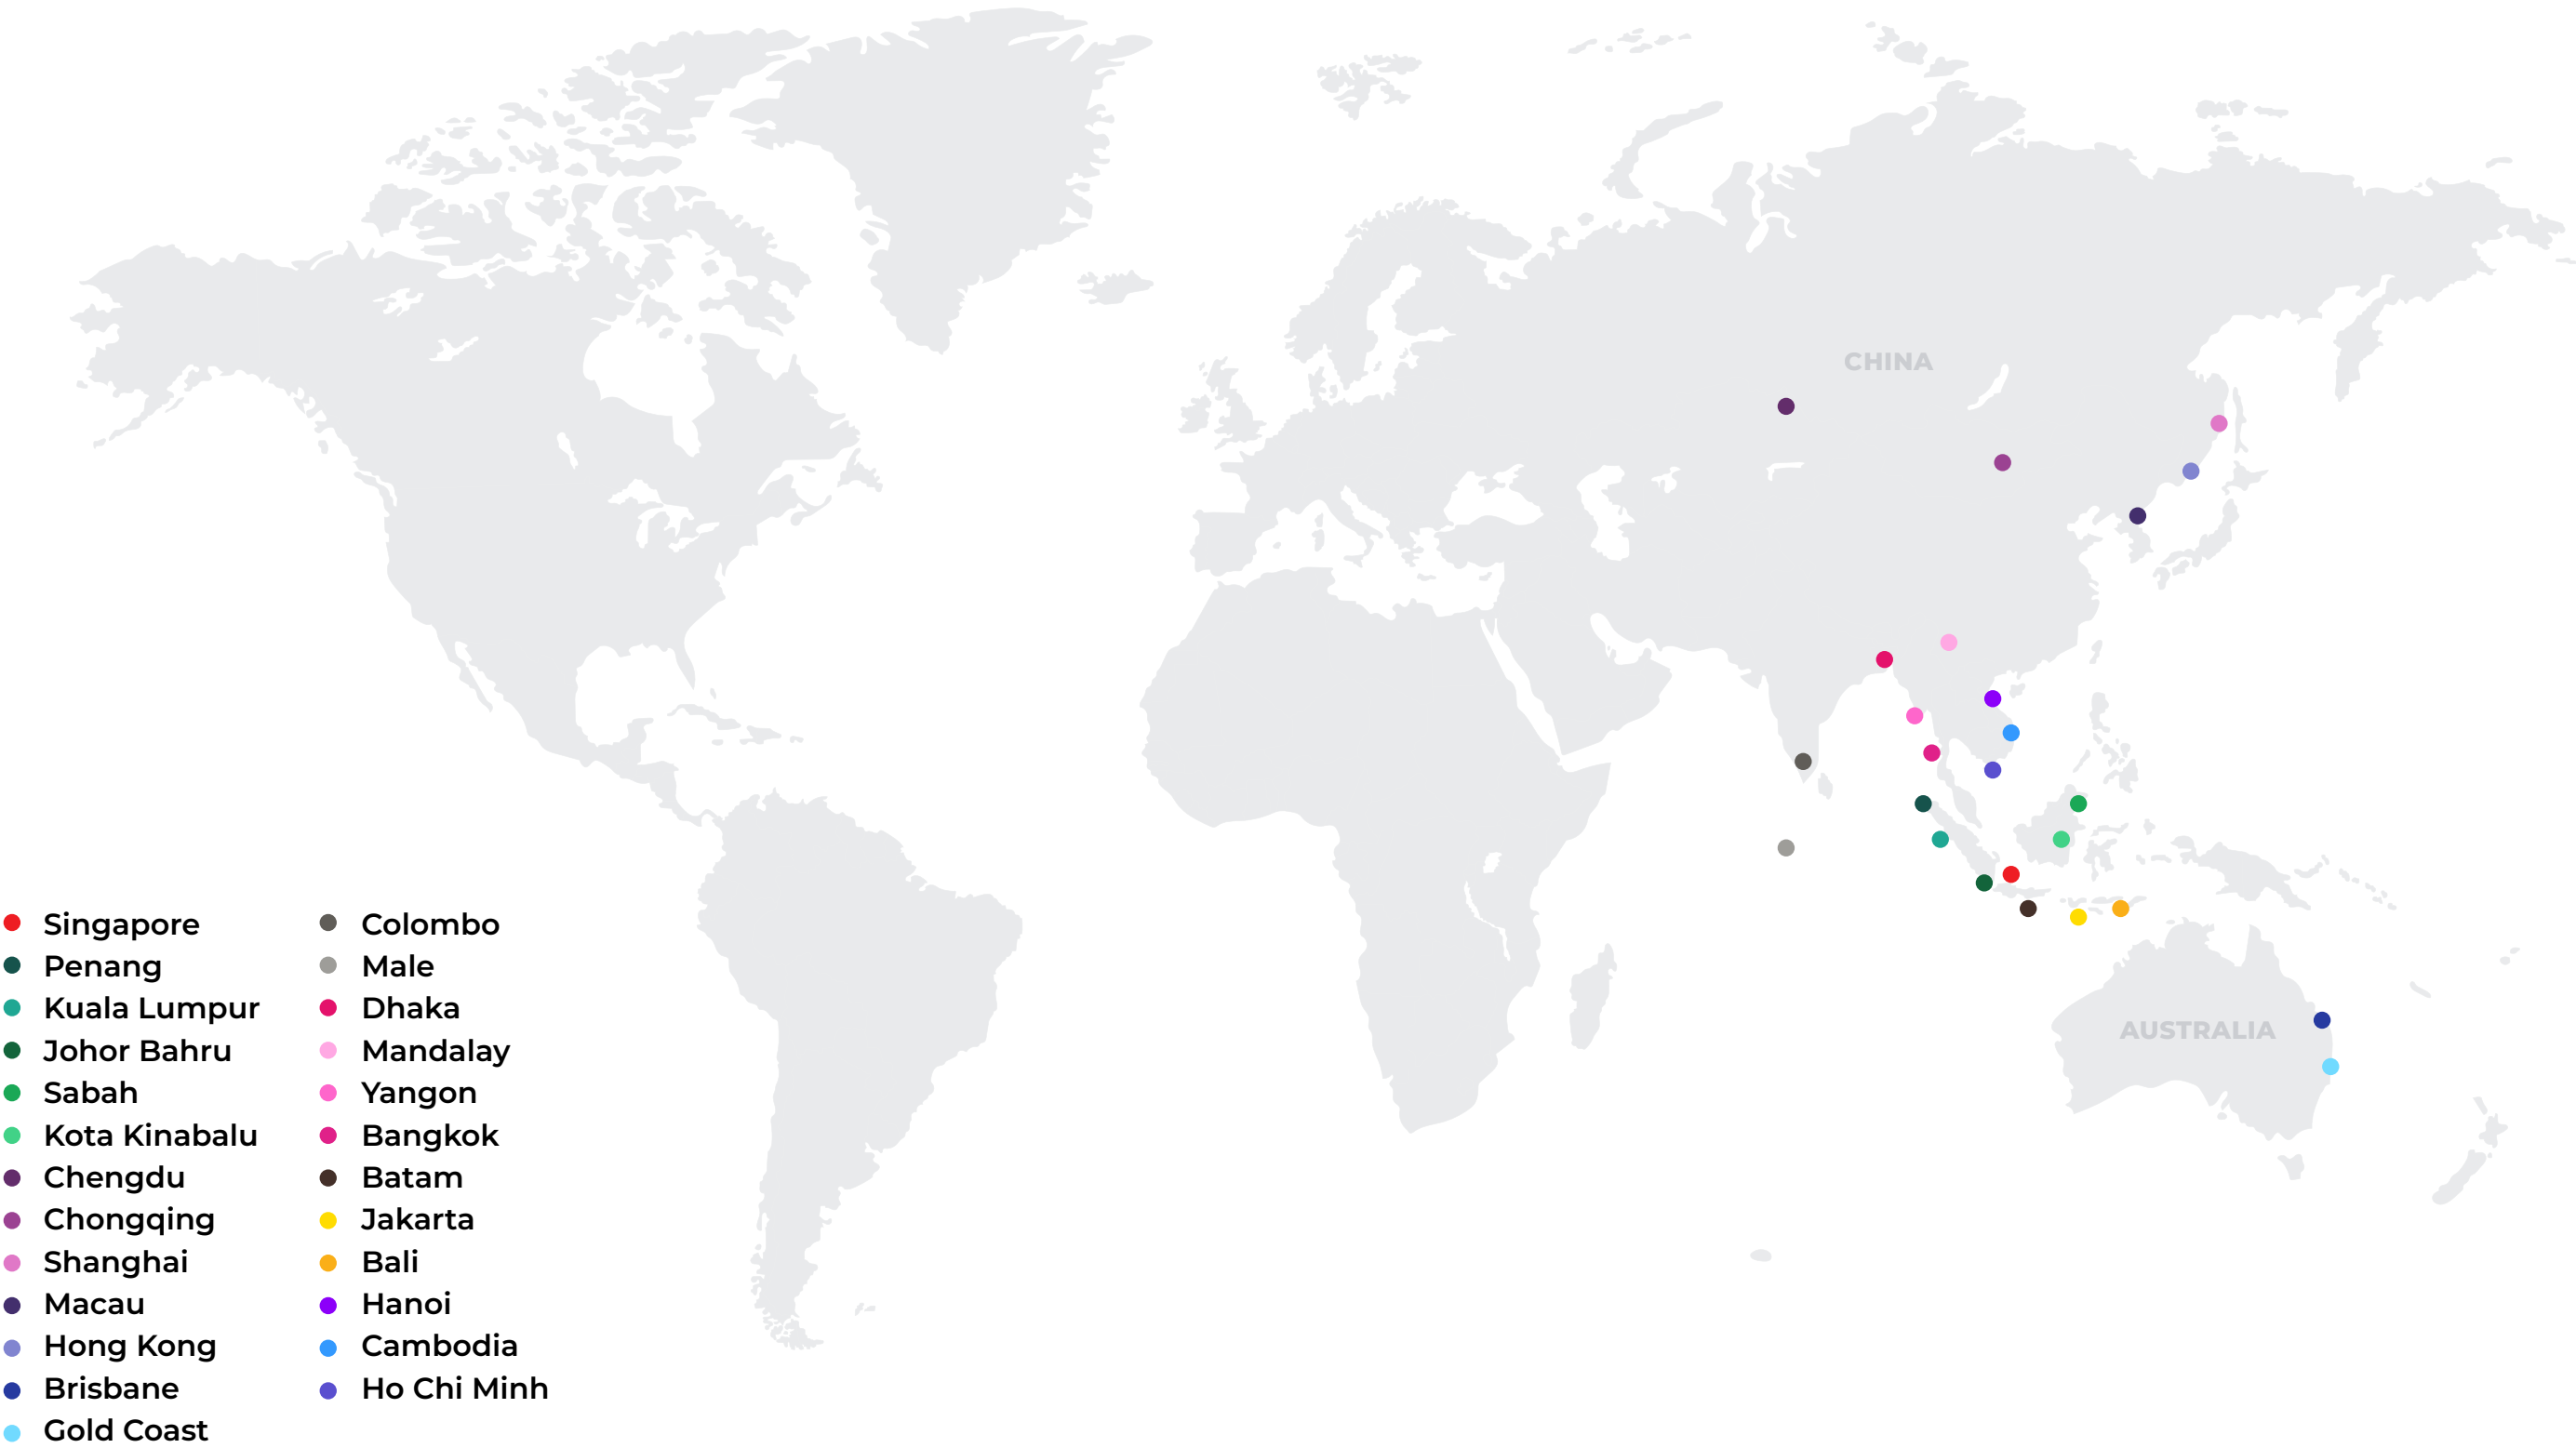 CHINA
AUSTRALIA
Singapore
Penang
Kuala Lumpur
Johor Bahru
Sabah
Kota Kinabalu
Chengdu
Chongqing
Shanghai
Macau
Hong Kong
Brisbane
Gold Coast
Colombo
Male
Dhaka
Mandalay
Yangon
Bangkok
Batam
Jakarta
Bali
Hanoi
Cambodia
Ho Chi Minh